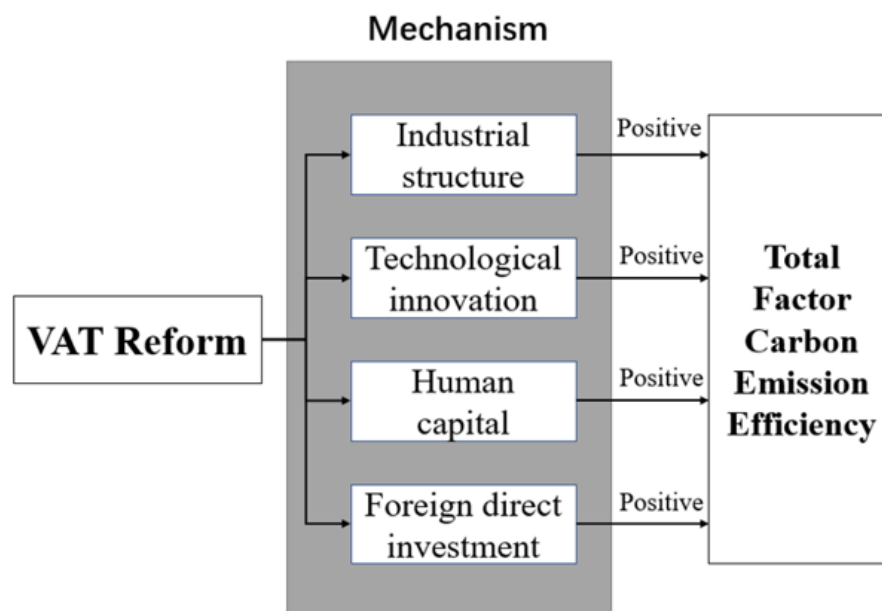 Mechanism
Industrial
structure
Positive
Technological
innovation
Positive
VAT Reform
Human
capital
Positive
Foreign direct
investment
Positive
Total
Factor
Carbon
Emission
Efficiency